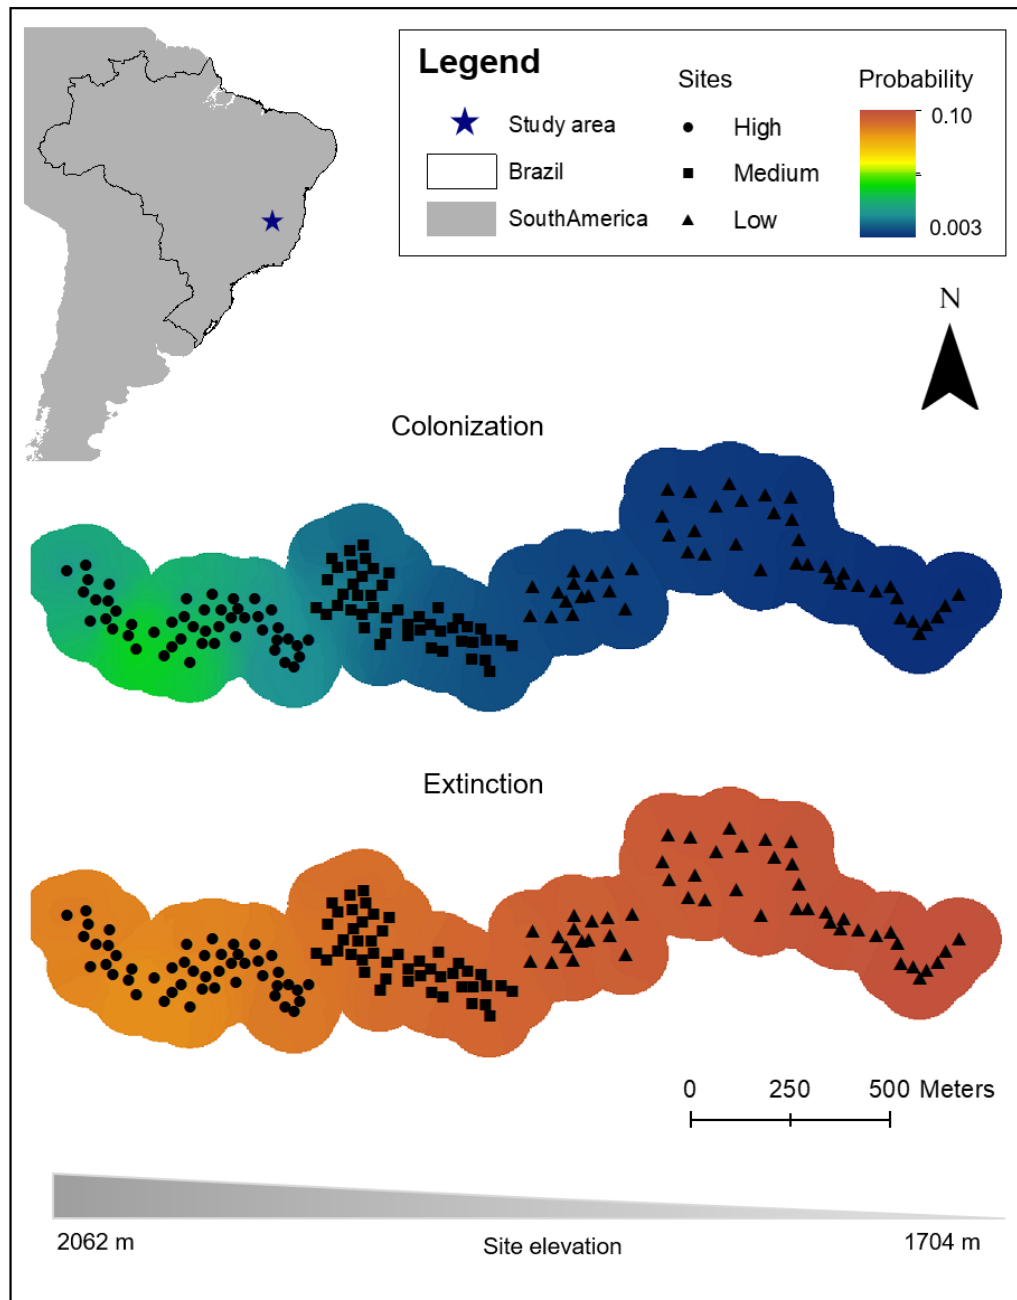 Legend
Study area
Brazil
SouthAmerica
Sites
High
Medium
Low
Probability
0.10
0.003
N
Colonization
Extinction
0 250 500 Meters
2062 m Site elevation 1704 m